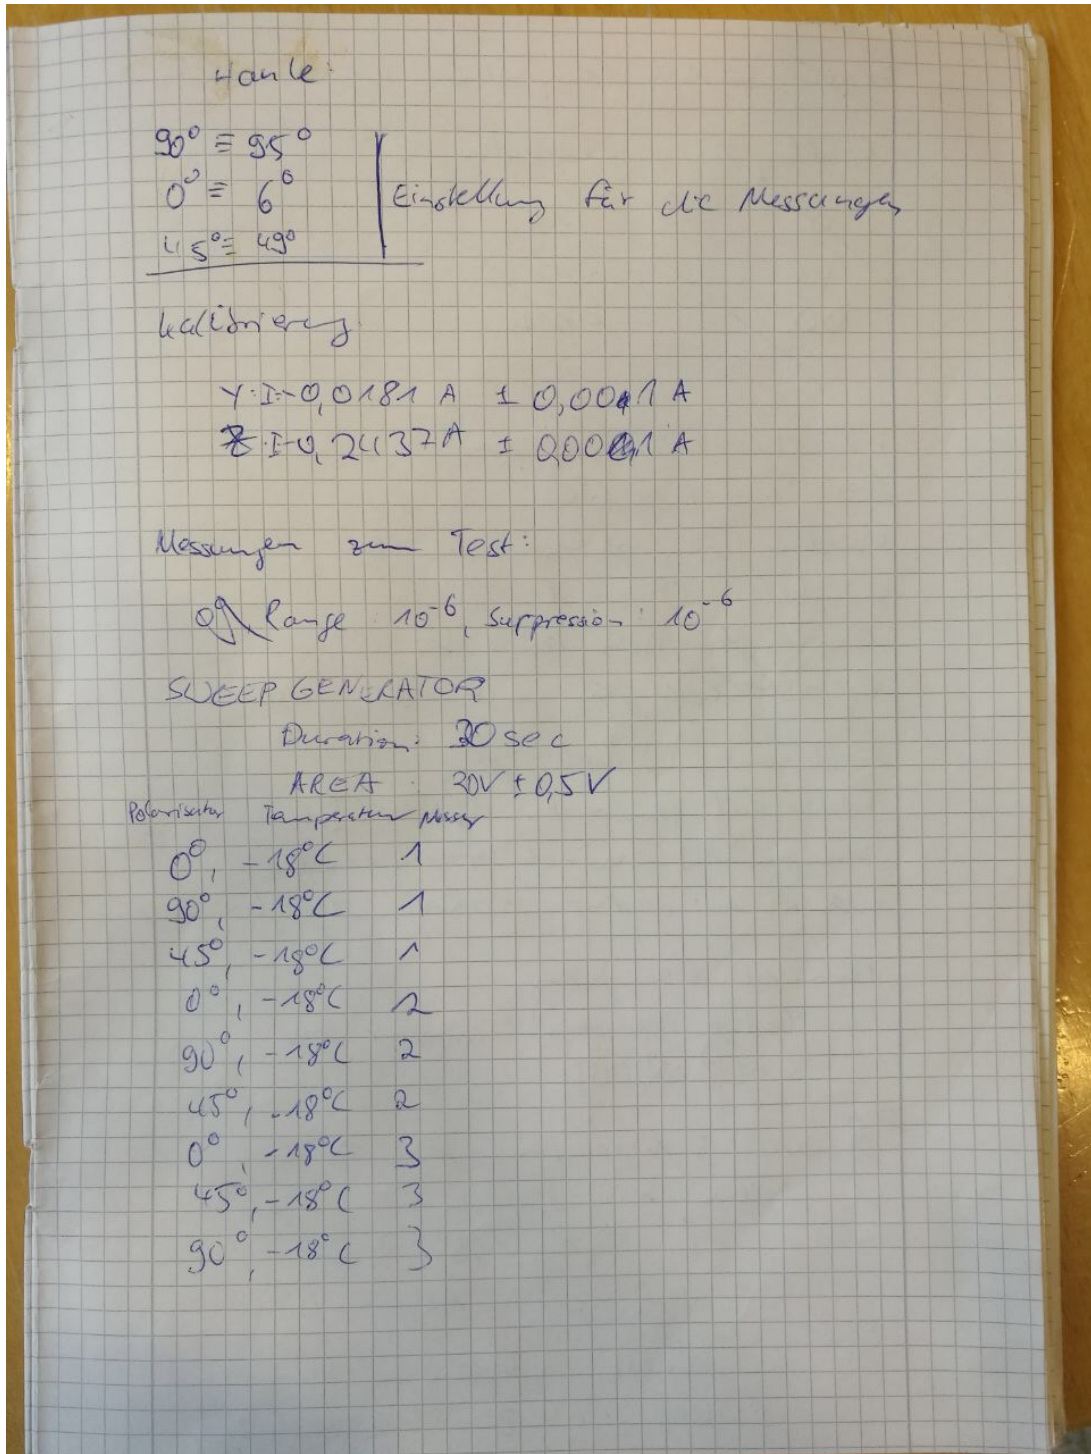 Hanle:
90° ≡ 95°
0° ≡ 6°
45° ≡ 49°
Einstellung für die Messungen
Kalibrierung
Y: I=0,0181 A ± 0,0001 A
Z: I=0,2437 A ± 0,0001 A
Messungen zum Test:
Range: 10⁻⁶, Suppression: 10⁻⁶
SWEEP GENERATOR
Duration: 30 sec
AREA : 20V ± 0,5 V
Polarisator Temperatur Messung
0°, -18°C 1
90°, -18°C 1
45°, -18°C 1
0°, -18°C 2
90°, -18°C 2
45°, -18°C 2
0°, -18°C 3
45°, -18°C 3
90°, -18°C 3